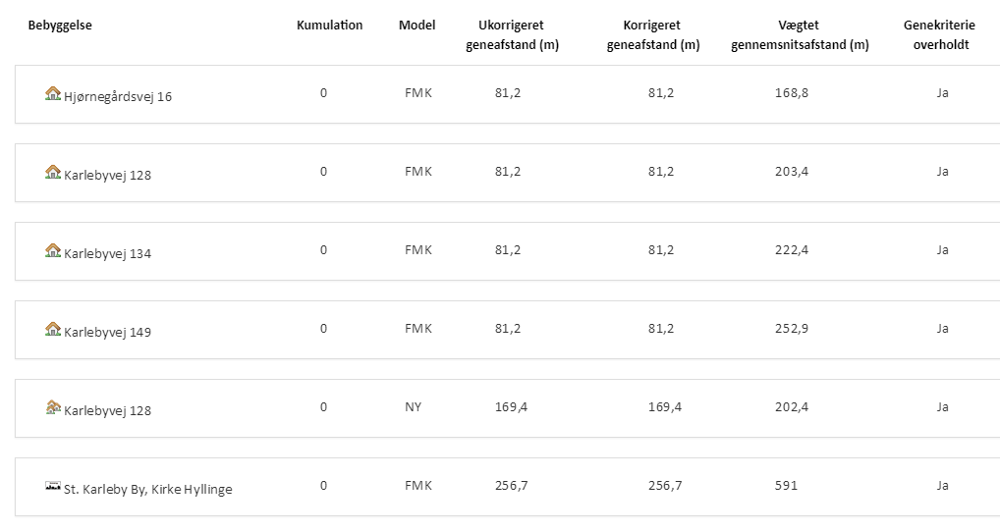 Bebyggelse Kumulation Model Ukorrigeret geneafstand (m) Korrigeret geneafstand (m) Vægtet gennemsnitsafstand (m) Genekriterie overholdt
Hjørnegårdsvej 16 0 FMK 81,2 81,2 168,8 Ja
Karlebyvej 128 0 FMK 81,2 81,2 203,4 Ja
Karlebyvej 134 0 FMK 81,2 81,2 222,4 Ja
Karlebyvej 149 0 FMK 81,2 81,2 252,9 Ja
Karlebyvej 128 0 NY 169,4 169,4 202,4 Ja
St. Karleby By, Kirke Hyllinge 0 FMK 256,7 256,7 591 Ja